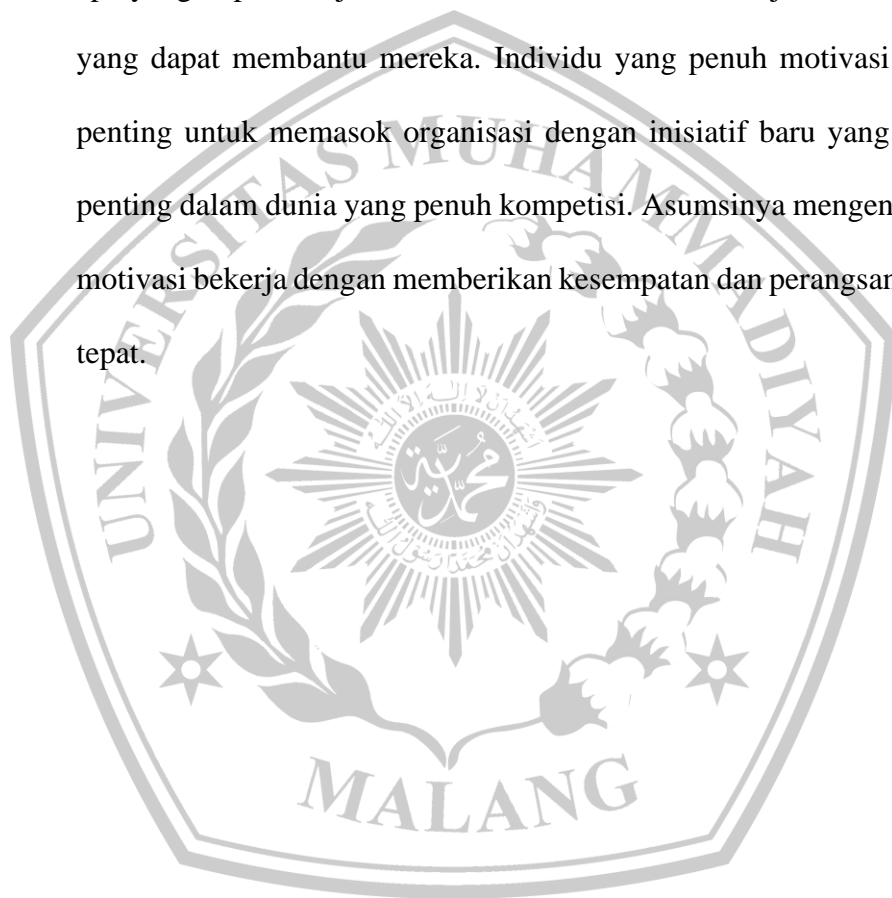 yang dapat membantu mereka. Individu yang penuh motivasi
penting untuk memasok organisasi dengan inisiatif baru yang
penting dalam dunia yang penuh kompetisi. Asumsinya mengen
motivasi bekerja dengan memberikan kesempatan dan perangsan
tepat.
UNIVERSITAS MUHAMMADIYAH
محمدية
MALANG